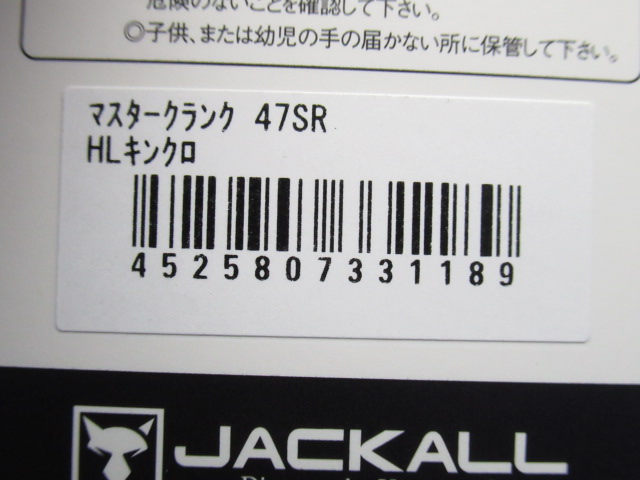 危険のないことを確認して下さい。
◎子供、または幼児の手の届かない所に保管して下さい。
ﾏｽﾀｰｸﾗﾝｸ 47SR
HLｷﾝｸﾛ
4525807331189
JACKALL